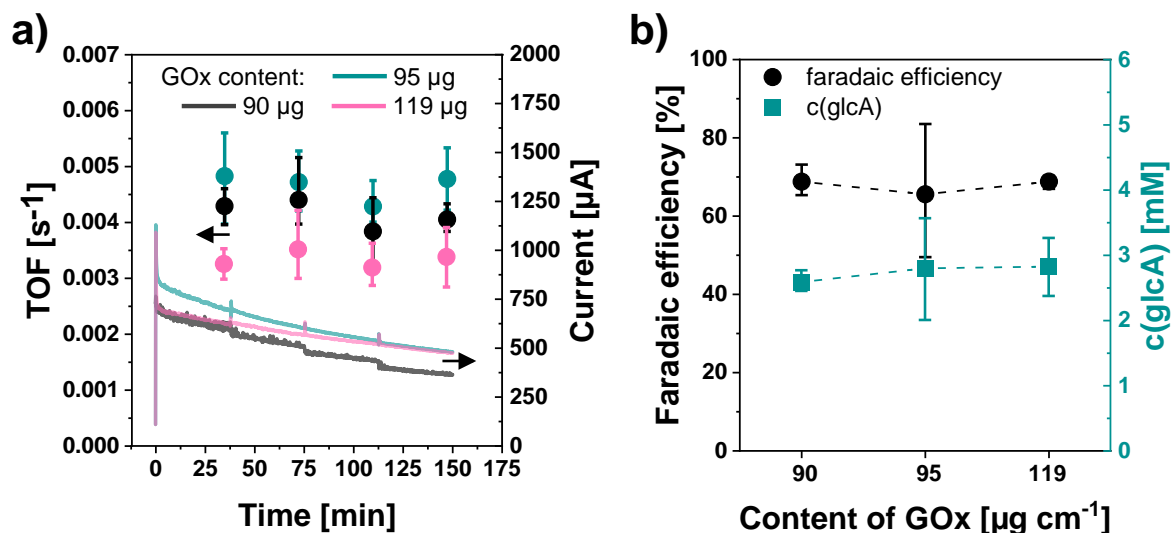 a)
TOF [s⁻¹]
0.007
0.006
0.005
0.004
0.003
0.002
0.001
0.000
GOx content:
95 µg
90 µg
119 µg
2000
1750
1500
1250
1000
750
500
250
0
Current [µA]
0 25 50 75 100 125 150 175
Time [min]
b)
Faradaic efficiency [%]
100
80
60
40
20
0
faradaic efficiency
c(glcA)
6
5
4
3
2
1
0
c(glcA) [mM]
90 95 119
Content of GOx [µg cm⁻¹]